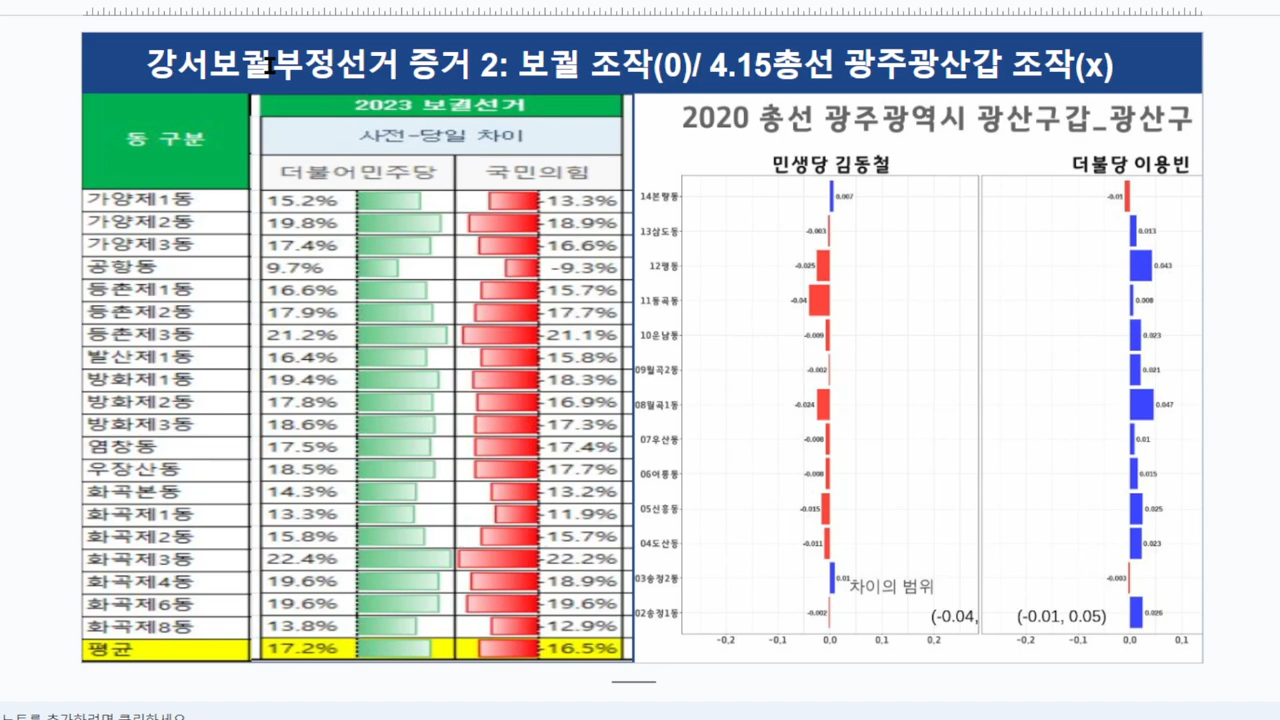 강서보궐부정선거 증거 2: 보궐 조작(0)/ 4.15총선 광주광산갑 조작(x)
동 구분
2023 보궐선거
사전-당일 차이
더불어민주당 국민의힘
가양제1동 15.2% -13.3%
가양제2동 19.8% -18.9%
가양제3동 17.4% -16.6%
공항동 9.7% -9.3%
등촌제1동 16.6% -15.7%
등촌제2동 17.9% -17.7%
등촌제3동 21.2% -21.1%
발산제1동 16.4% -15.8%
방화제1동 19.4% -18.3%
방화제2동 17.8% -16.9%
방화제3동 18.6% -17.3%
염창동 17.5% -17.4%
우장산동 18.5% -17.7%
화곡본동 14.3% -13.2%
화곡제1동 13.3% -11.9%
화곡제2동 15.8% -15.7%
화곡제3동 22.4% -22.2%
화곡제4동 19.6% -18.9%
화곡제6동 19.6% -19.6%
화곡제8동 13.8% -12.9%
평균 17.2% -16.5%
2020 총선 광주광역시 광산구갑_광산구
민생당 김동철 더불당 이용빈
14본량동 0.007 -0.01
13삼도동 -0.003 0.013
12평동 -0.025 0.043
11동곡동 -0.04 0.008
10운남동 -0.009 0.023
09월곡2동 -0.002 0.021
08월곡1동 -0.024 0.047
07우산동 -0.008 0.01
06어룡동 -0.008 0.015
05신흥동 -0.015 0.025
04도산동 -0.011 0.023
03송정2동 0.01 -0.003
차이의 범위
02송정1동 -0.002 0.026
(-0.04, (-0.01, 0.05)
-0,2 -0,1 0,0 0,1 0,2 -0,2 -0,1 0,0 0,1
노트를 추가하려면 클릭하세요